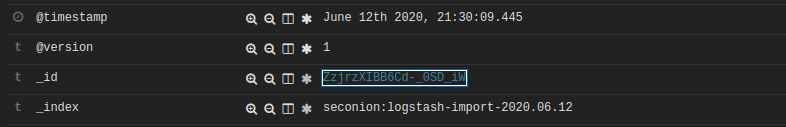 @timestamp June 12th 2020, 21:30:09.445
t @version 1
t _id ZzjrzXIBB6Cd-_0SD_iW
t _index seconion:logstash-import-2020.06.12